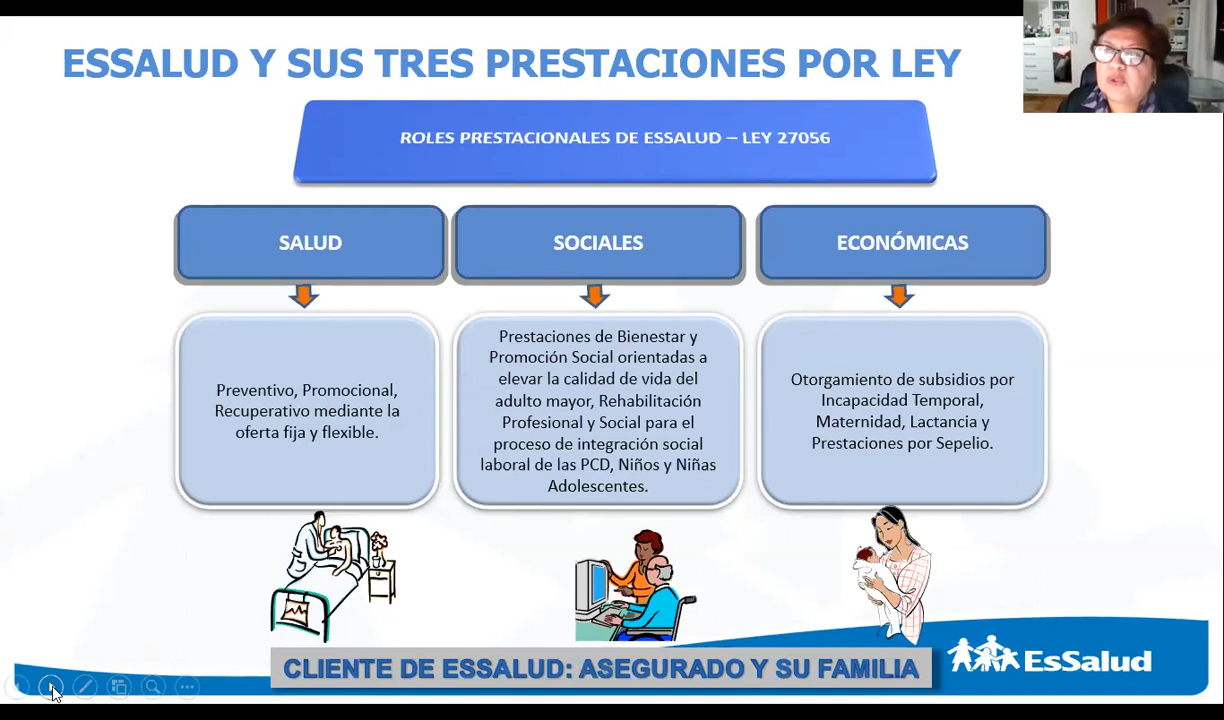 ESSALUD Y SUS TRES PRESTACIONES POR LEY
ROLES PRESTACIONALES DE ESSALUD – LEY 27056
SALUD
SOCIALES
ECONÓMICAS
Preventivo, Promocional,
Recuperativo mediante la
oferta fija y flexible.
Prestaciones de Bienestar y
Promoción Social orientadas a
elevar la calidad de vida del
adulto mayor, Rehabilitación
Profesional y Social para el
proceso de integración social
laboral de las PCD, Niños y Niñas
Adolescentes.
Otorgamiento de subsidios por
Incapacidad Temporal,
Maternidad, Lactancia y
Prestaciones por Sepelio.
CLIENTE DE ESSALUD: ASEGURADO Y SU FAMILIA
EsSalud